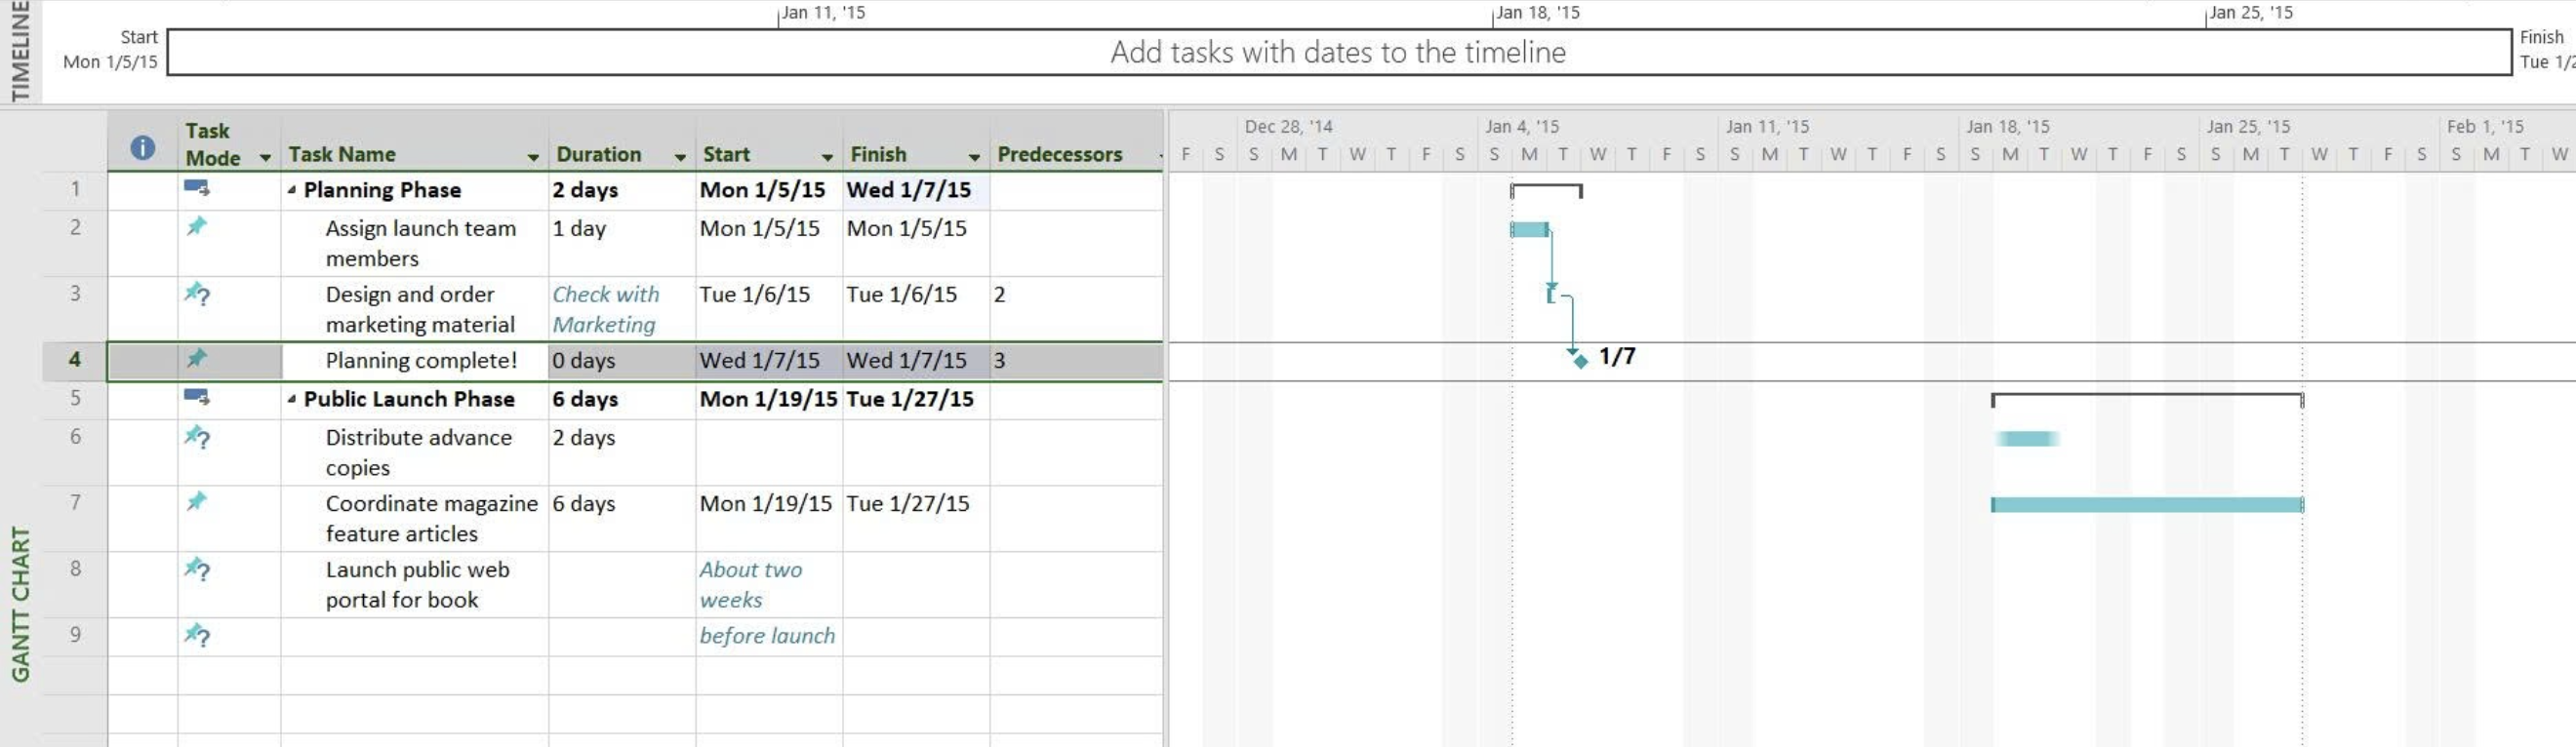 TIMELINE
Jan 11, '15
Jan 18, '15
Jan 25, '15
Start
Mon 1/5/15
Add tasks with dates to the timeline
Finish
Tue 1/2
GANTT CHART
i
Task Mode
Task Name
Duration
Start
Finish
Predecessors
Dec 28, '14
Jan 4, '15
Jan 11, '15
Jan 18, '15
Jan 25, '15
Feb 1, '15
F S S M T W T F S S M T W T F S S M T W T F S S M T W T F S S M T W T F S S M T W
1 Planning Phase 2 days Mon 1/5/15 Wed 1/7/15
2 Assign launch team 1 day Mon 1/5/15 Mon 1/5/15
members
3 ? Design and order Check with Tue 1/6/15 Tue 1/6/15 2
marketing material Marketing
4 Planning complete! 0 days Wed 1/7/15 Wed 1/7/15 3 1/7
5 Public Launch Phase 6 days Mon 1/19/15 Tue 1/27/15
6 ? Distribute advance 2 days
copies
7 Coordinate magazine 6 days Mon 1/19/15 Tue 1/27/15
feature articles
8 ? Launch public web About two
portal for book weeks
9 ? before launch